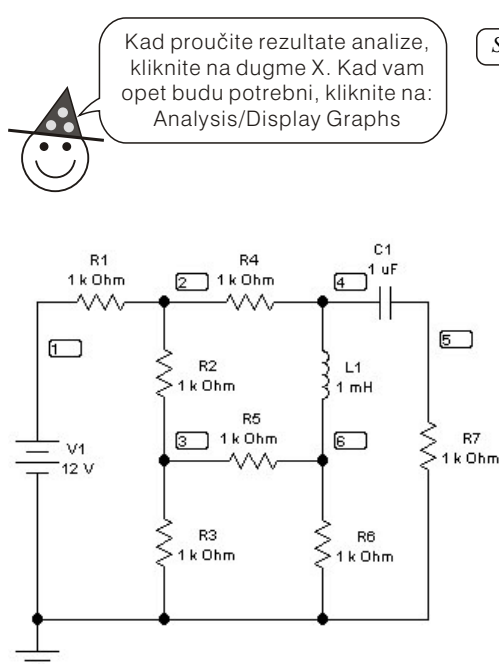 Kad proučite rezultate analize,
kliknite na dugme X. Kad vam
opet budu potrebni, kliknite na:
Analysis/Display Graphs
S
R1
1 k Ohm
2
R4
1 k Ohm
4
C1
1 uF
1
5
R2
1 k Ohm
L1
1 mH
3
R5
1 k Ohm
6
R7
1 k Ohm
V1
12 V
R3
1 k Ohm
R6
1 k Ohm